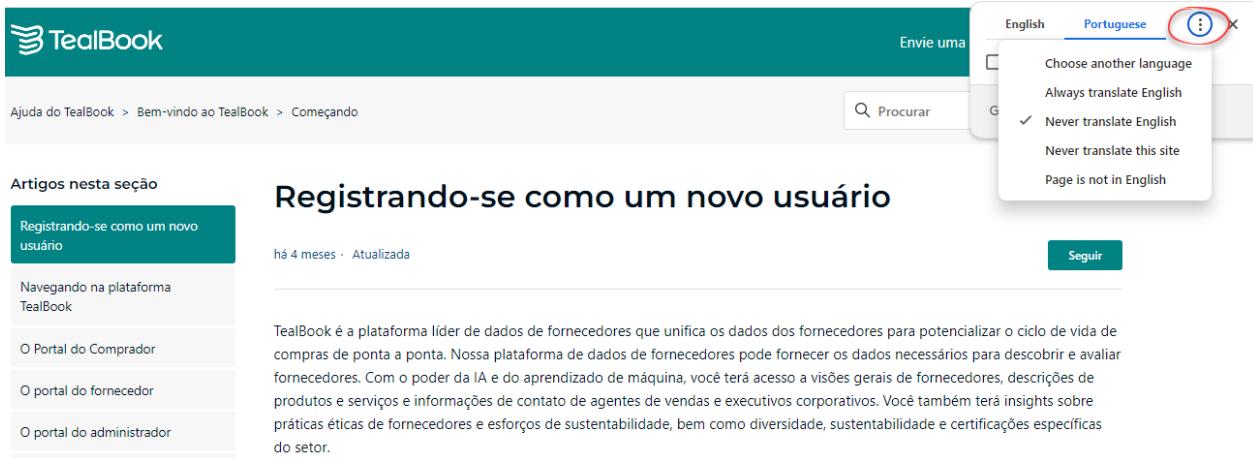 TealBook
Envie uma
English Portuguese
Choose another language
Always translate English
Never translate English
Never translate this site
Page is not in English
G
Ajuda do TealBook > Bem-vindo ao TealBook > Começando
Procurar
Artigos nesta seção
Registrando-se como um novo
usuário
Navegando na plataforma
TealBook
O Portal do Comprador
O portal do fornecedor
O portal do administrador
Registrando-se como um novo usuário
há 4 meses · Atualizada
Seguir
TealBook é a plataforma líder de dados de fornecedores que unifica os dados dos fornecedores para potencializar o ciclo de vida de
compras de ponta a ponta. Nossa plataforma de dados de fornecedores pode fornecer os dados necessários para descobrir e avaliar
fornecedores. Com o poder da IA e do aprendizado de máquina, você terá acesso a visões gerais de fornecedores, descrições de
produtos e serviços e informações de contato de agentes de vendas e executivos corporativos. Você também terá insights sobre
práticas éticas de fornecedores e esforços de sustentabilidade, bem como diversidade, sustentabilidade e certificações específicas
do setor.